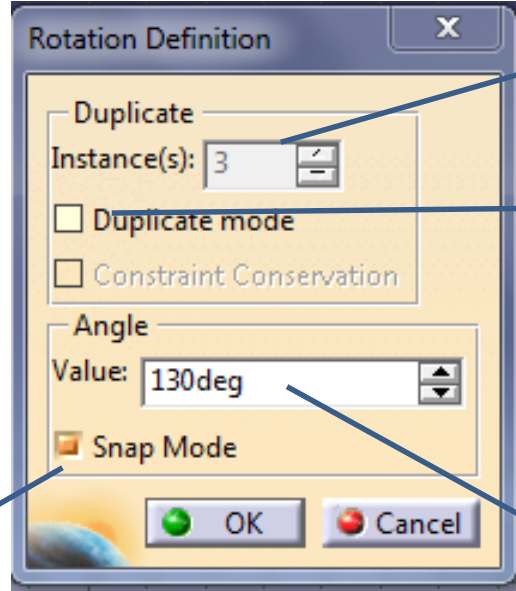 Rotation Definition
X
Duplicate
Instance(s): 3
Duplicate mode
Constraint Conservation
Angle
Value: 130deg
Snap Mode
OK Cancel